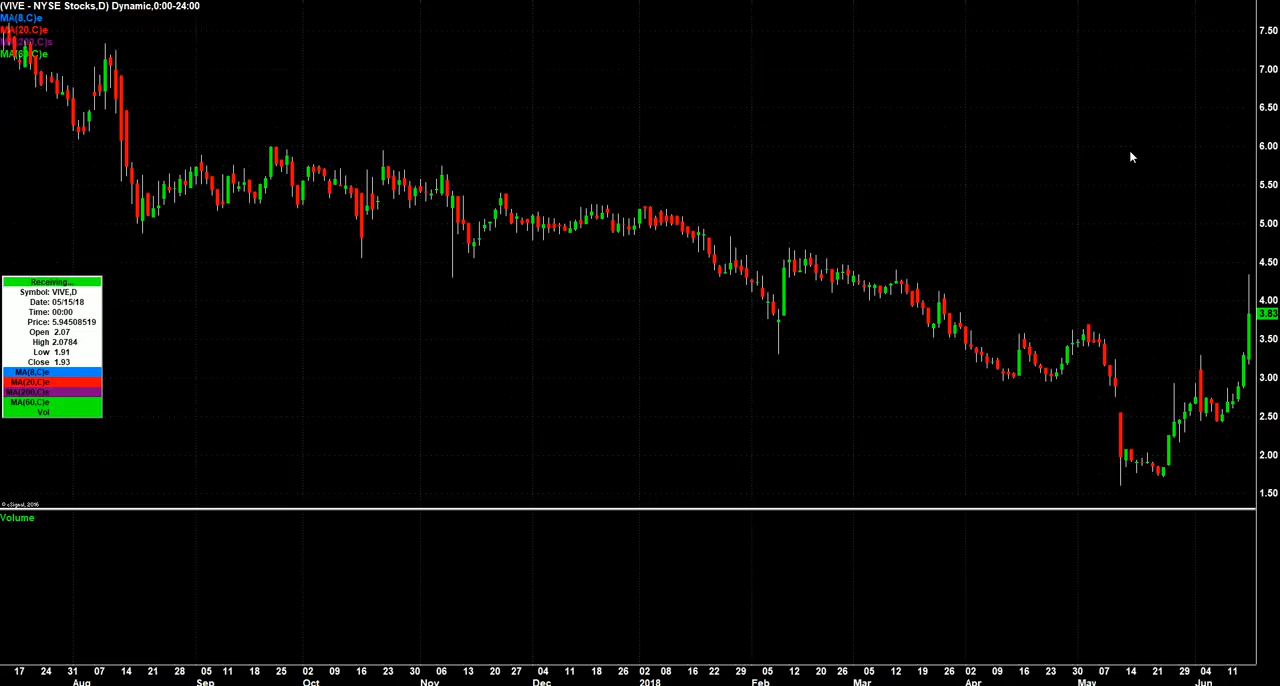 (VIVE - NYSE Stocks,D) Dynamic,0:00-24:00
MA(8,C)e
MA(20,C)e
MA(200,C)s
MA(60,C)e
7.50
7.00
6.50
6.00
5.50
5.00
4.50
4.00
3.83
3.50
3.00
2.50
2.00
1.50
Receiving...
Symbol: VIVE,D
Date: 05/15/18
Time: 00:00
Price: 5.94508519
Open 2.07
High 2.0784
Low 1.91
Close 1.93
MA(8,C)e
MA(20,C)e
MA(200,C)s
MA(60,C)e
Vol
© eSignal, 2016
Volume
17 24 31 07 14 21 28 05 11 18 25 02 09 16 23 30 06 13 20 27 04 11 18 26 02 08 16 22 29 05 12 20 26 05 12 19 26 02 09 16 23 30 07 14 21 29 04 11
Aug Sep Oct Nov Dec 2018 Feb Mar Apr May Jun